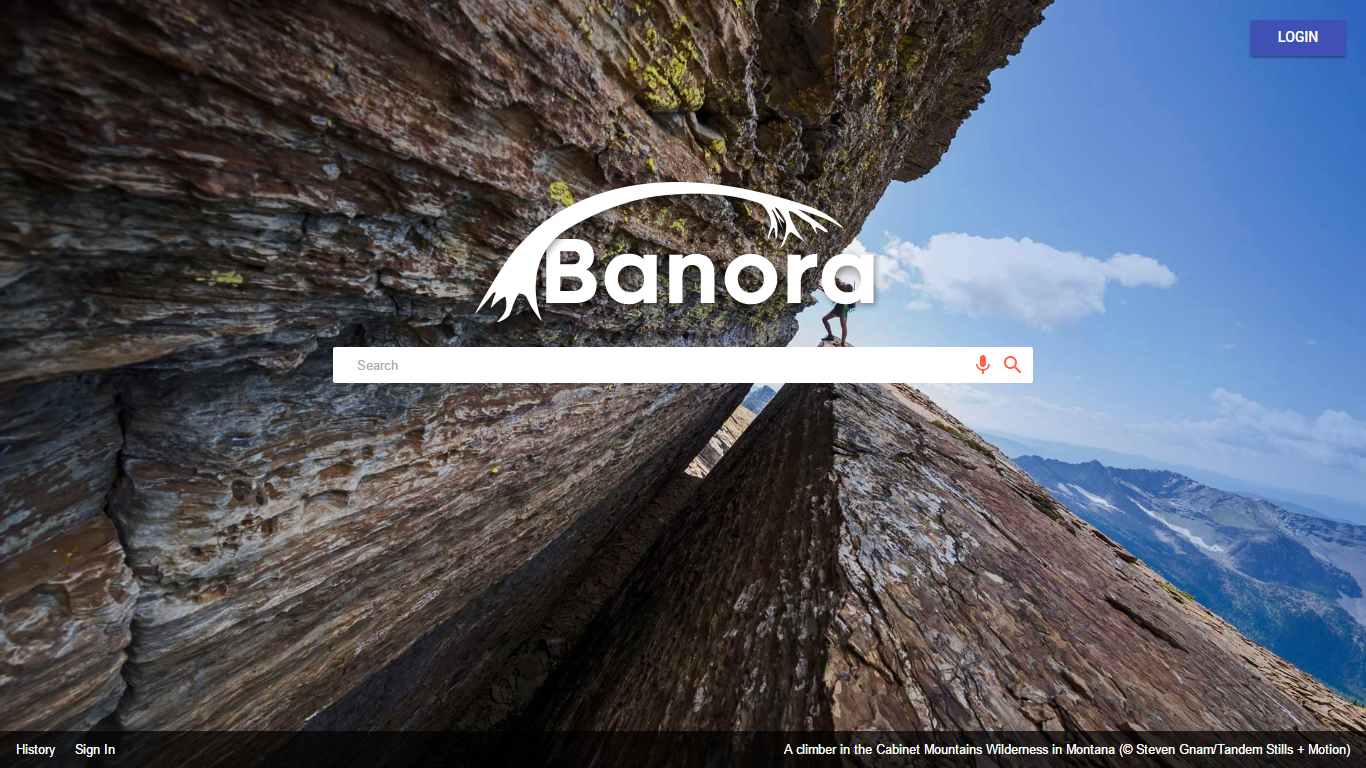 LOGIN
Banora
Search
History
Sign In
A climber in the Cabinet Mountains Wilderness in Montana (© Steven Gnam/Tandem Stills + Motion)